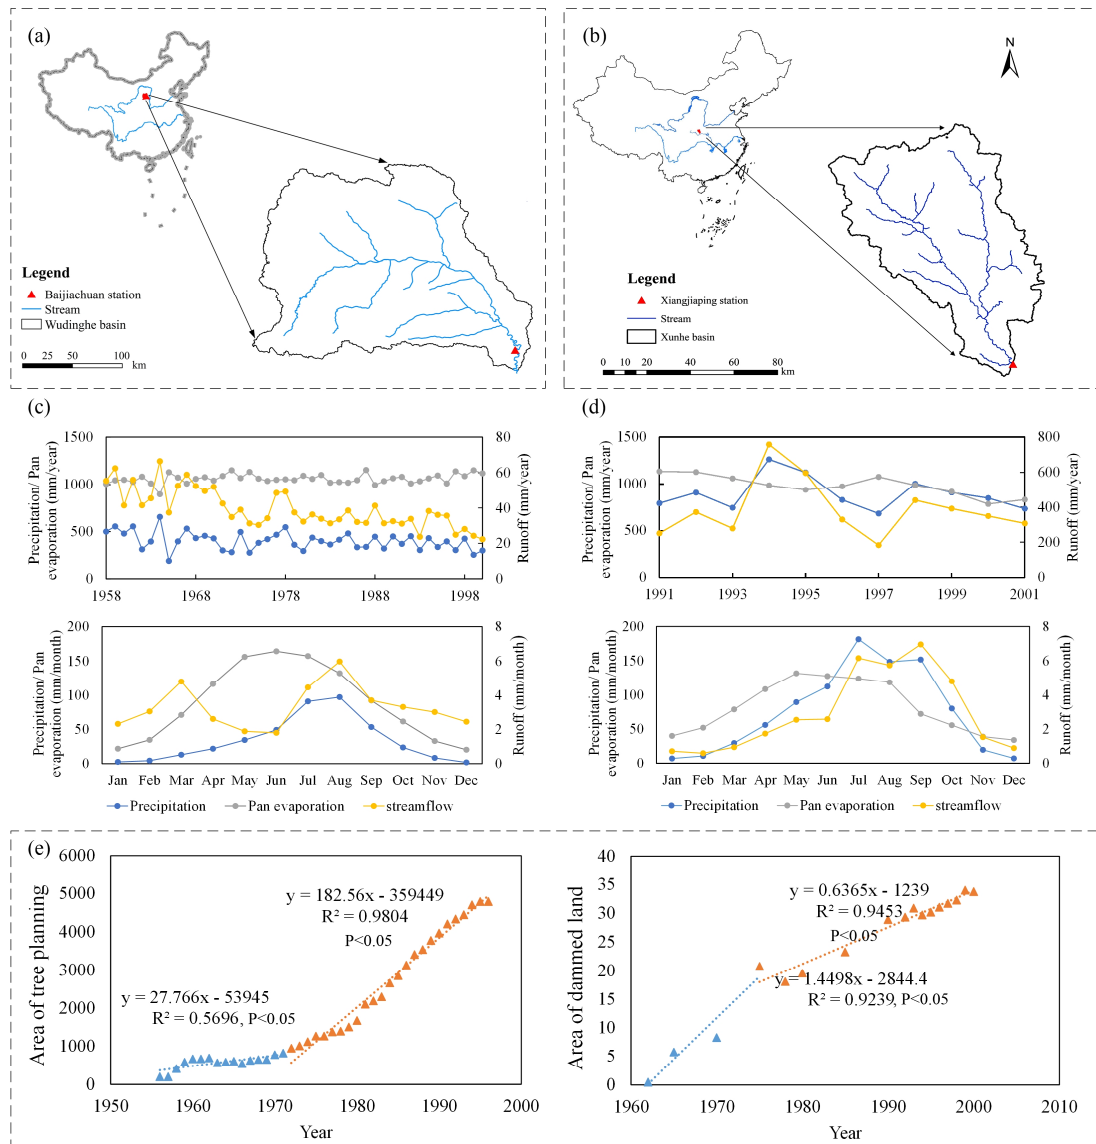 (a)
Legend
Baijiachuan station
Stream
Wudinghe basin
0 25 50 100
km
(b)
N
Legend
Xiangjiaping station
Stream
Xunhe basin
0 10 20 40 60 80
km
(c)
Precipitation/ Pan
evaporation (mm/year)
1500
1000
500
0
80
60
40
20
0
Runoff (mm/year)
1958 1968 1978 1988 1998
Precipitation/ Pan
evaporation (mm/month)
200
150
100
50
0
8
6
4
2
0
Runoff (mm/month)
Jan Feb Mar Apr May Jun Jul Aug Sep Oct Nov Dec
Precipitation Pan evaporation streamflow
(d)
Precipitation/ Pan
evaporation (mm/year)
1500
1000
500
0
800
600
400
200
0
Runoff (mm/year)
1991 1993 1995 1997 1999 2001
Precipitation/ Pan
evaporation (mm/month)
200
150
100
50
0
8
6
4
2
0
Runoff (mm/month)
Jan Feb Mar Apr May Jun Jul Aug Sep Oct Nov Dec
Precipitation Pan evaporation streamflow
(e)
Area of tree planning
6000
5000
4000
3000
2000
1000
0
y = 182.56x - 359449
R² = 0.9804
P<0.05
y = 27.766x - 53945
R² = 0.5696, P<0.05
1950 1960 1970 1980 1990 2000
Year
Area of dammed land
40
35
30
25
20
15
10
5
0
y = 0.6365x - 1239
R² = 0.9453
P<0.05
y = 1.4498x - 2844.4
R² = 0.9239, P<0.05
1960 1970 1980 1990 2000 2010
Year